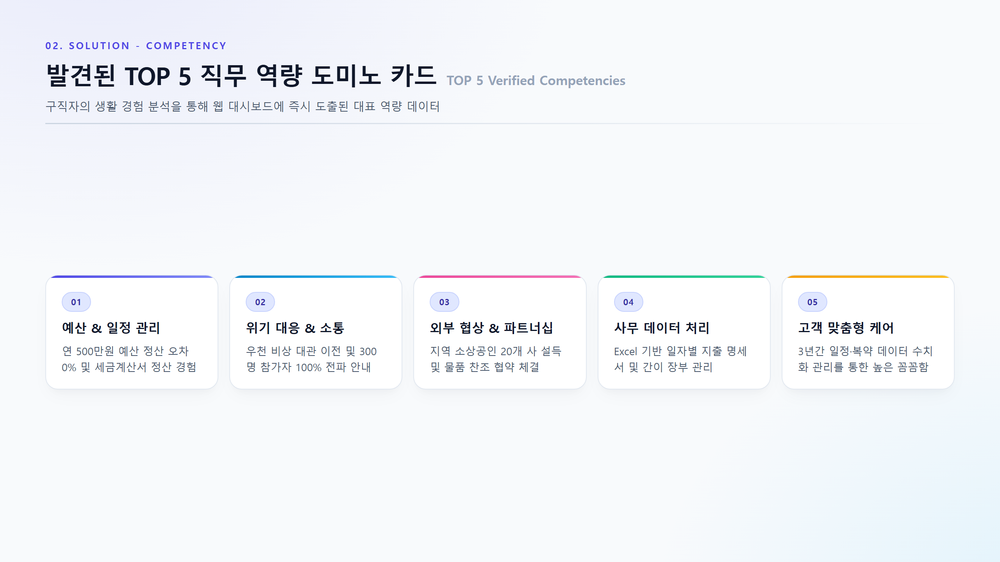 02. SOLUTION - COMPETENCY
발견된 TOP 5 직무 역량 도미노 카드 TOP 5 Verified Competencies
구직자의 생활 경험 분석을 통해 웹 대시보드에 즉시 도출된 대표 역량 데이터
01
예산 & 일정 관리
연 500만원 예산 정산 오차
0% 및 세금계산서 정산 경험
02
위기 대응 & 소통
우천 비상 대관 이전 및 300
명 참가자 100% 전파 안내
03
외부 협상 & 파트너십
지역 소상공인 20개 사 설득
및 물품 찬조 협약 체결
04
사무 데이터 처리
Excel 기반 일자별 지출 명세
서 및 간이 장부 관리
05
고객 맞춤형 케어
3년간 일정·복약 데이터 수치
화 관리를 통한 높은 꼼꼼함